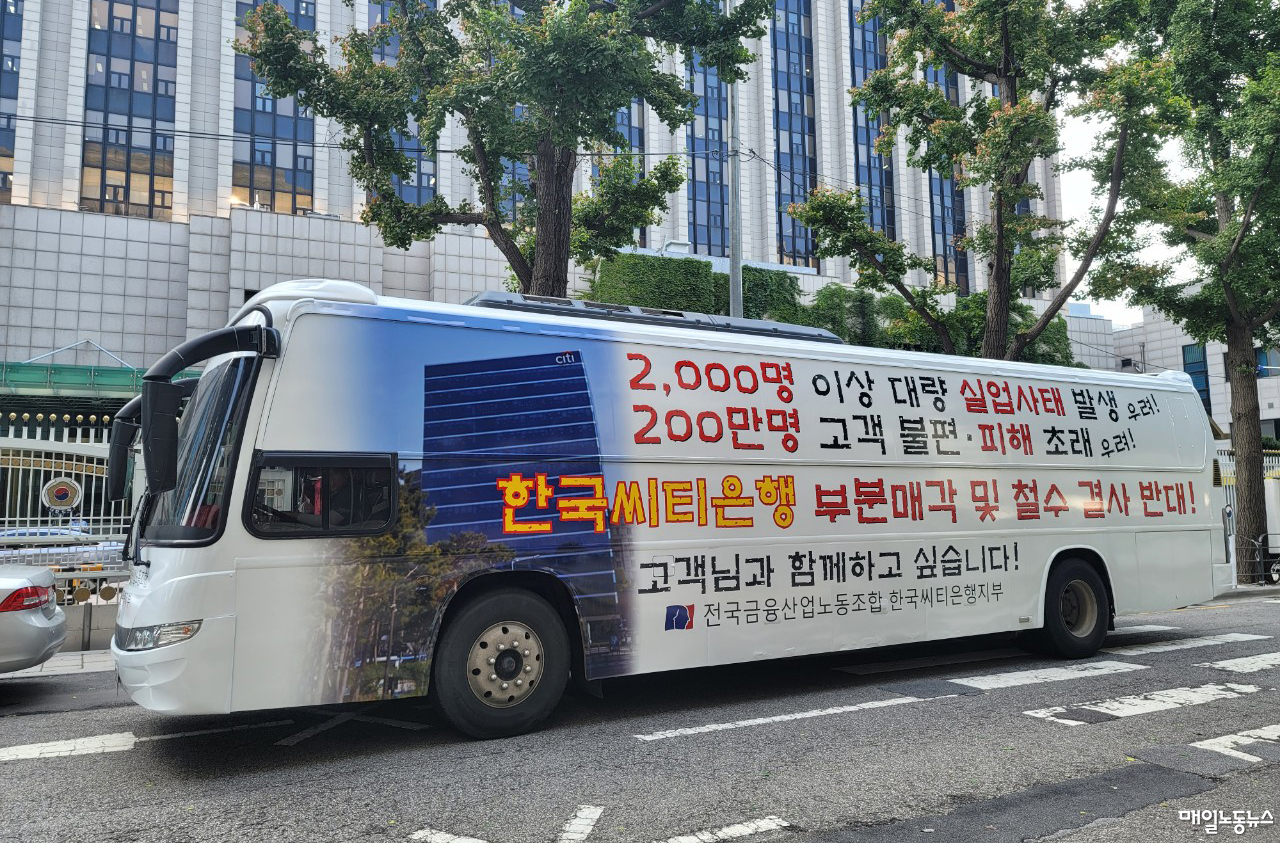 citi
2,000명 이상 대량 실업사태 발생 우려!
200만명 고객 불편·피해 초래 우려!
한국씨티은행 부분매각 및 철수 결사 반대!
고객님과 함께하고 싶습니다!
전국금융산업노동조합 한국씨티은행지부
매일노동뉴스